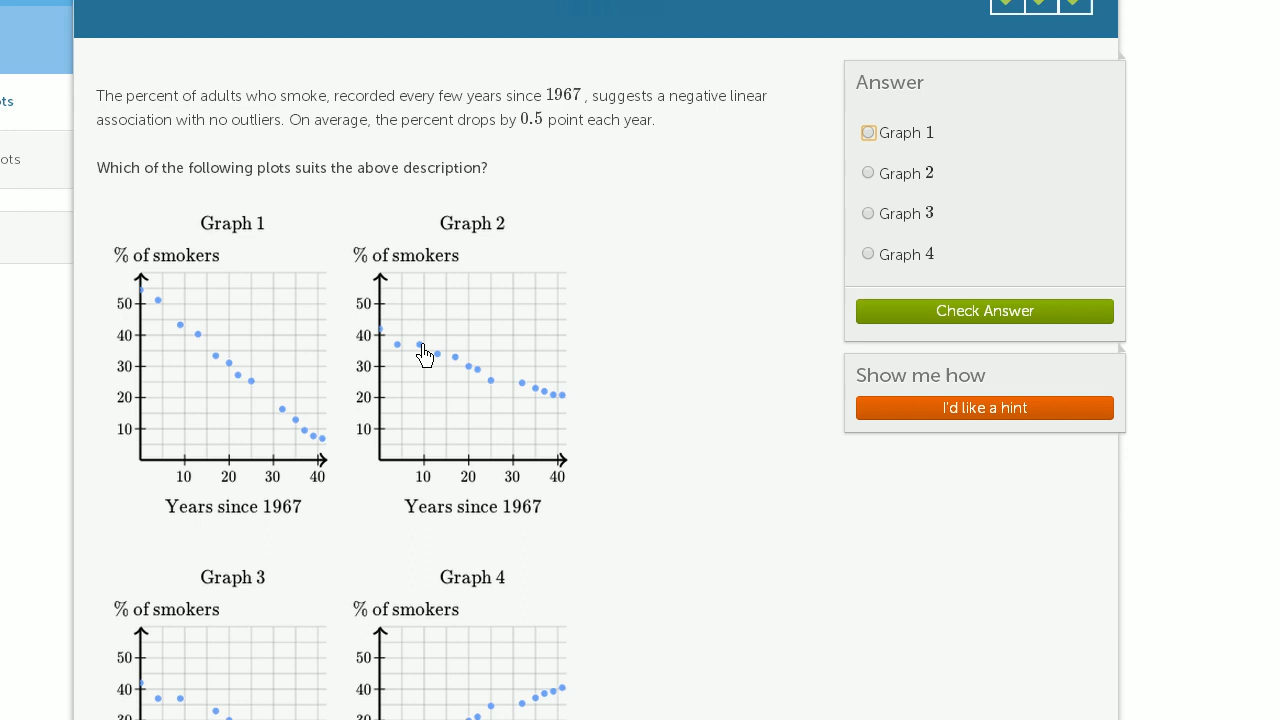 ots
ots
The percent of adults who smoke, recorded every few years since 1967, suggests a negative linear
association with no outliers. On average, the percent drops by 0.5 point each year.
Which of the following plots suits the above description?
Graph 1
% of smokers
50
40
30
20
10
10 20 30 40
Years since 1967
Graph 2
% of smokers
50
40
30
20
10
10 20 30 40
Years since 1967
Graph 3
% of smokers
50
40
30
Graph 4
% of smokers
50
40
30
Answer
Graph 1
Graph 2
Graph 3
Graph 4
Check Answer
Show me how
I'd like a hint